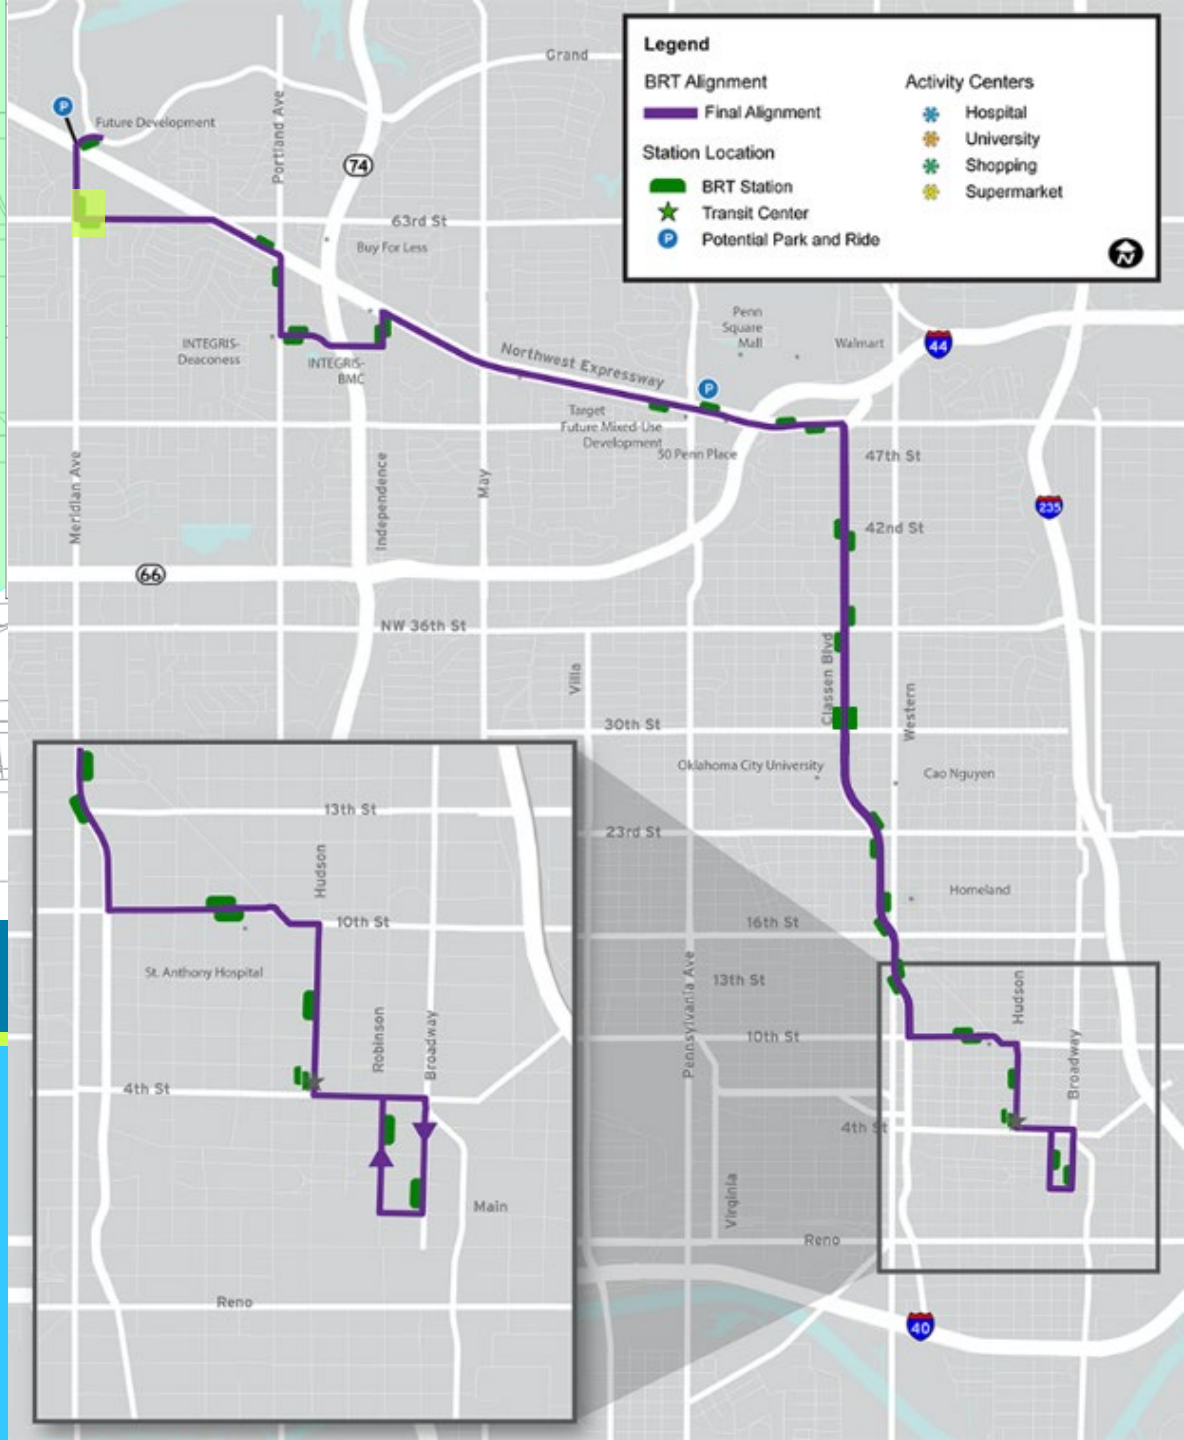 Legend
BRT Alignment
Final Alignment
Station Location
BRT Station
Transit Center
P
Potential Park and Ride
Activity Centers
Hospital
University
Shopping
Supermarket
N
Grand
P
Future Development
Portland Ave
74
63rd St
Buy For Less
INTEGRIS-
Deaconess
INTEGRIS-
BMC
Northwest Expressway
Penn
Square
Mall
Walmart
44
P
Target
Future Mixed-Use
Development
50 Penn Place
47th St
Meridian Ave
Independence
May
235
42nd St
66
NW 36th St
Villa
Classen Blvd
Western
30th St
Oklahoma City University
Cao Nguyen
23rd St
Homeland
16th St
Pennsylvania Ave
13th St
Hudson
10th St
Broadway
4th St
Virginia
Reno
40
13th St
Hudson
10th St
St. Anthony Hospital
Robinson
Broadway
4th St
Main
Reno